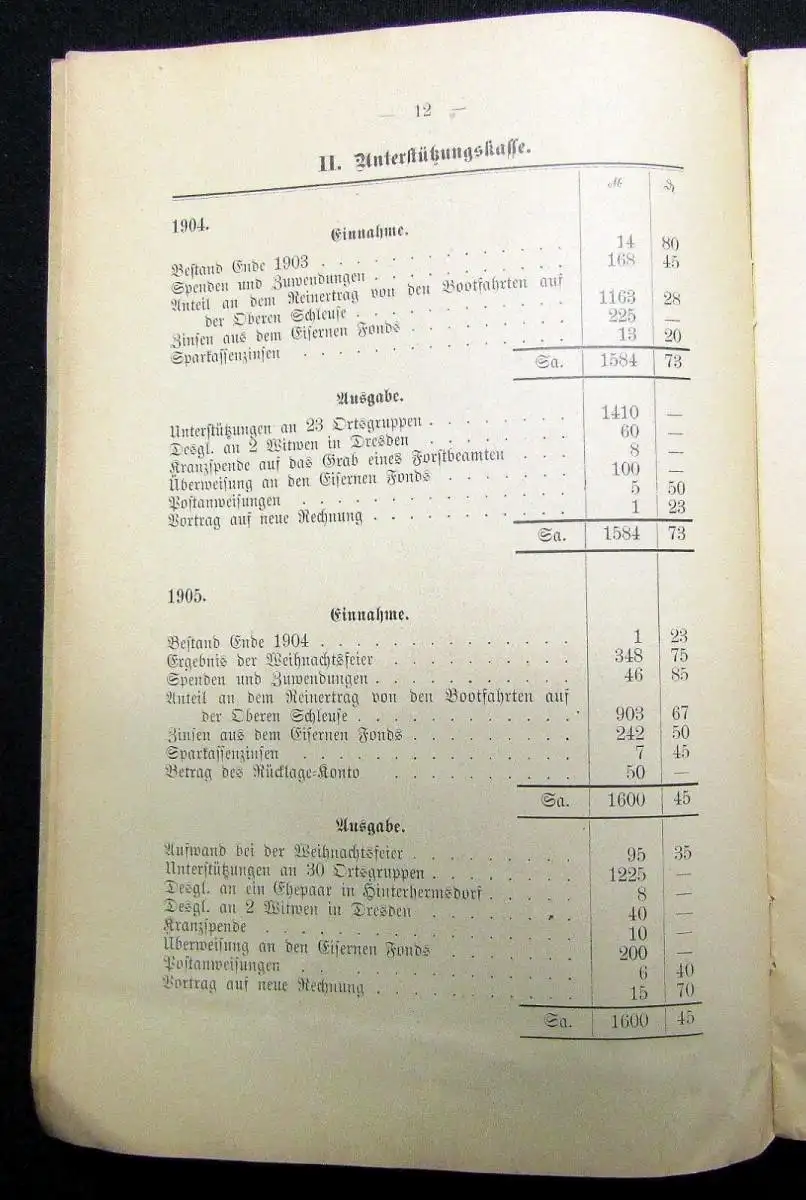 — 12 —
II. Unterstützungskasse.
ℳ ₰
1904.
Einnahme.
Bestand Ende 1903 . . . . . . . . . . . . 14 80
Spenden und Zuwendungen . . . . . . . . . 168 45
Anteil an dem Reinertrag von den Bootfahrten auf
der Oberen Schleuse . . . . . . . . . . 1163 28
Zinsen aus dem Eisernen Fonds . . . . . . . 225 —
Sparkassenzinsen . . . . . . . . . . . . 13 20
Sa. 1584 73
Ausgabe.
Unterstützungen an 23 Ortsgruppen . . . . . . . 1410 —
Desgl. an 2 Witwen in Dresden . . . . . . . 60 —
Kranzspende auf das Grab eines Forstbeamten . . . 8 —
Überweisung an den Eisernen Fonds . . . . . . 100 —
Postanweisungen . . . . . . . . . . . . 5 50
Vortrag auf neue Rechnung . . . . . . . . . 1 23
Sa. 1584 73
1905.
Einnahme.
Bestand Ende 1904 . . . . . . . . . . . . 1 23
Ergebnis der Weihnachtsfeier . . . . . . . . 348 75
Spenden und Zuwendungen . . . . . . . . . 46 85
Anteil an dem Reinertrag von den Bootfahrten auf
der Oberen Schleuse . . . . . . . . . . 903 67
Zinsen aus dem Eisernen Fonds . . . . . . . 242 50
Sparkassenzinsen . . . . . . . . . . . . 7 45
Betrag des Rücklage-Konto . . . . . . . . 50 —
Sa. 1600 45
Ausgabe.
Aufwand bei der Weihnachtsfeier . . . . . . . 95 35
Unterstützungen an 30 Ortsgruppen . . . . . . . 1225 —
Desgl. an ein Ehepaar in Hinterhermsdorf . . . . 8 —
Desgl. an 2 Witwen in Dresden . . . . . . . 40 —
Kranzspende . . . . . . . . . . . . . 10 —
Überweisung an den Eisernen Fonds . . . . . . 200 —
Postanweisungen . . . . . . . . . . . . 6 40
Vortrag auf neue Rechnung . . . . . . . . . 15 70
Sa. 1600 45